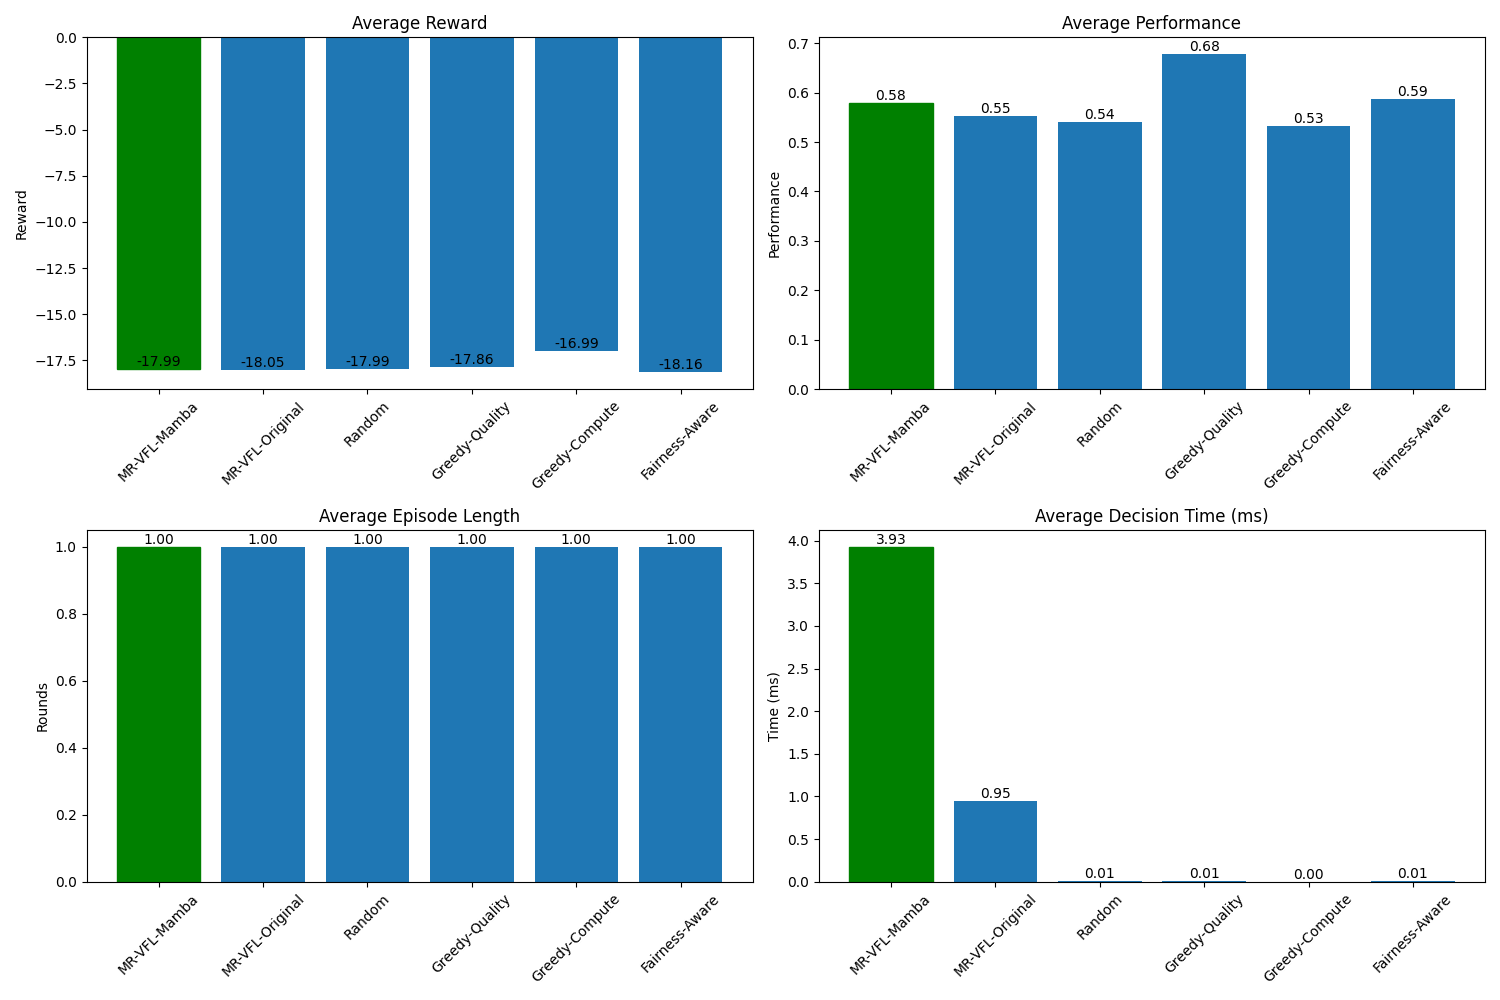 Average Reward
Reward
0.0
−2.5
−5.0
−7.5
−10.0
−12.5
−15.0
−17.5
-17.99
-18.05
-17.99
-17.86
-16.99
-18.16
MR-VFL-Mamba
MR-VFL-Original
Random
Greedy-Quality
Greedy-Compute
Fairness-Aware
Average Performance
Performance
0.7
0.6
0.5
0.4
0.3
0.2
0.1
0.0
0.58
0.55
0.54
0.68
0.53
0.59
MR-VFL-Mamba
MR-VFL-Original
Random
Greedy-Quality
Greedy-Compute
Fairness-Aware
Average Episode Length
Rounds
1.0
0.8
0.6
0.4
0.2
0.0
1.00
1.00
1.00
1.00
1.00
1.00
MR-VFL-Mamba
MR-VFL-Original
Random
Greedy-Quality
Greedy-Compute
Fairness-Aware
Average Decision Time (ms)
Time (ms)
4.0
3.5
3.0
2.5
2.0
1.5
1.0
0.5
0.0
3.93
0.95
0.01
0.01
0.00
0.01
MR-VFL-Mamba
MR-VFL-Original
Random
Greedy-Quality
Greedy-Compute
Fairness-Aware